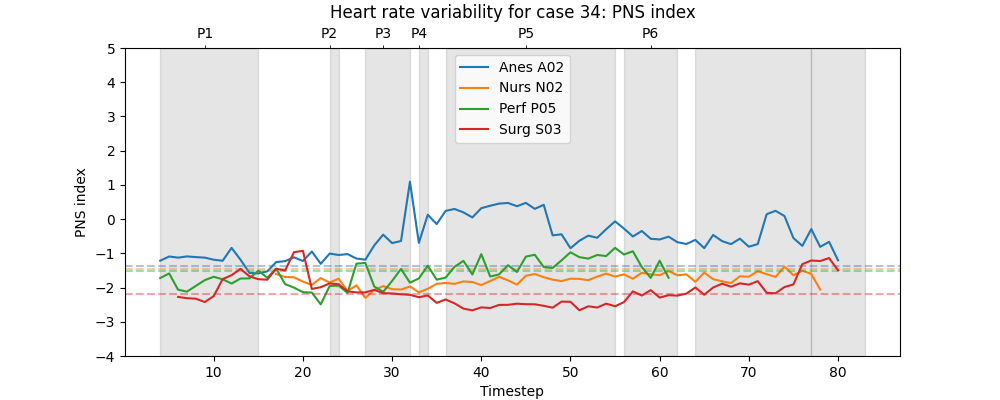 Heart rate variability for case 34: PNS index
P1 P2 P3 P4 P5 P6
5
4
3
2
1
0
−1
−2
−3
−4
PNS index
Anes A02
Nurs N02
Perf P05
Surg S03
10 20 30 40 50 60 70 80
Timestep